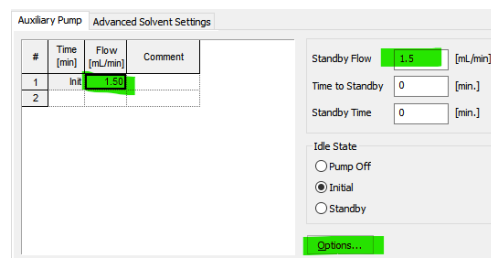 Auxiliary Pump Advanced Solvent Settings
# Time [min] Flow [mL/min] Comment
1 Init 1.50
2
Standby Flow 1.5 [mL/min]
Time to Standby 0 [min.]
Standby Time 0 [min.]
Idle State
Pump Off
Initial
Standby
Options...